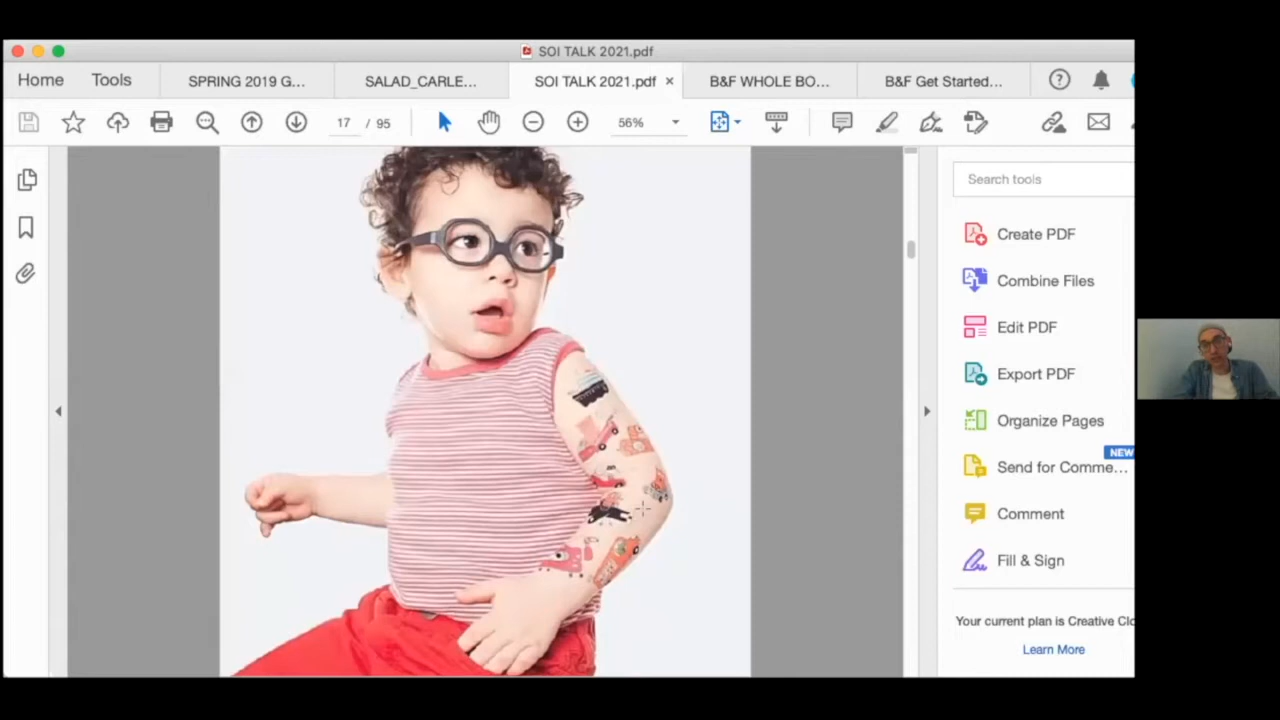 SOI TALK 2021.pdf
Home Tools SPRING 2019 G... SALAD_CARLE... SOI TALK 2021.pdf × B&F WHOLE BO... B&F Get Started...
17 / 95 56%
Search tools
Create PDF
Combine Files
Edit PDF
Export PDF
Organize Pages
NEW
Send for Comme...
Comment
Fill & Sign
Your current plan is Creative Clo
Learn More